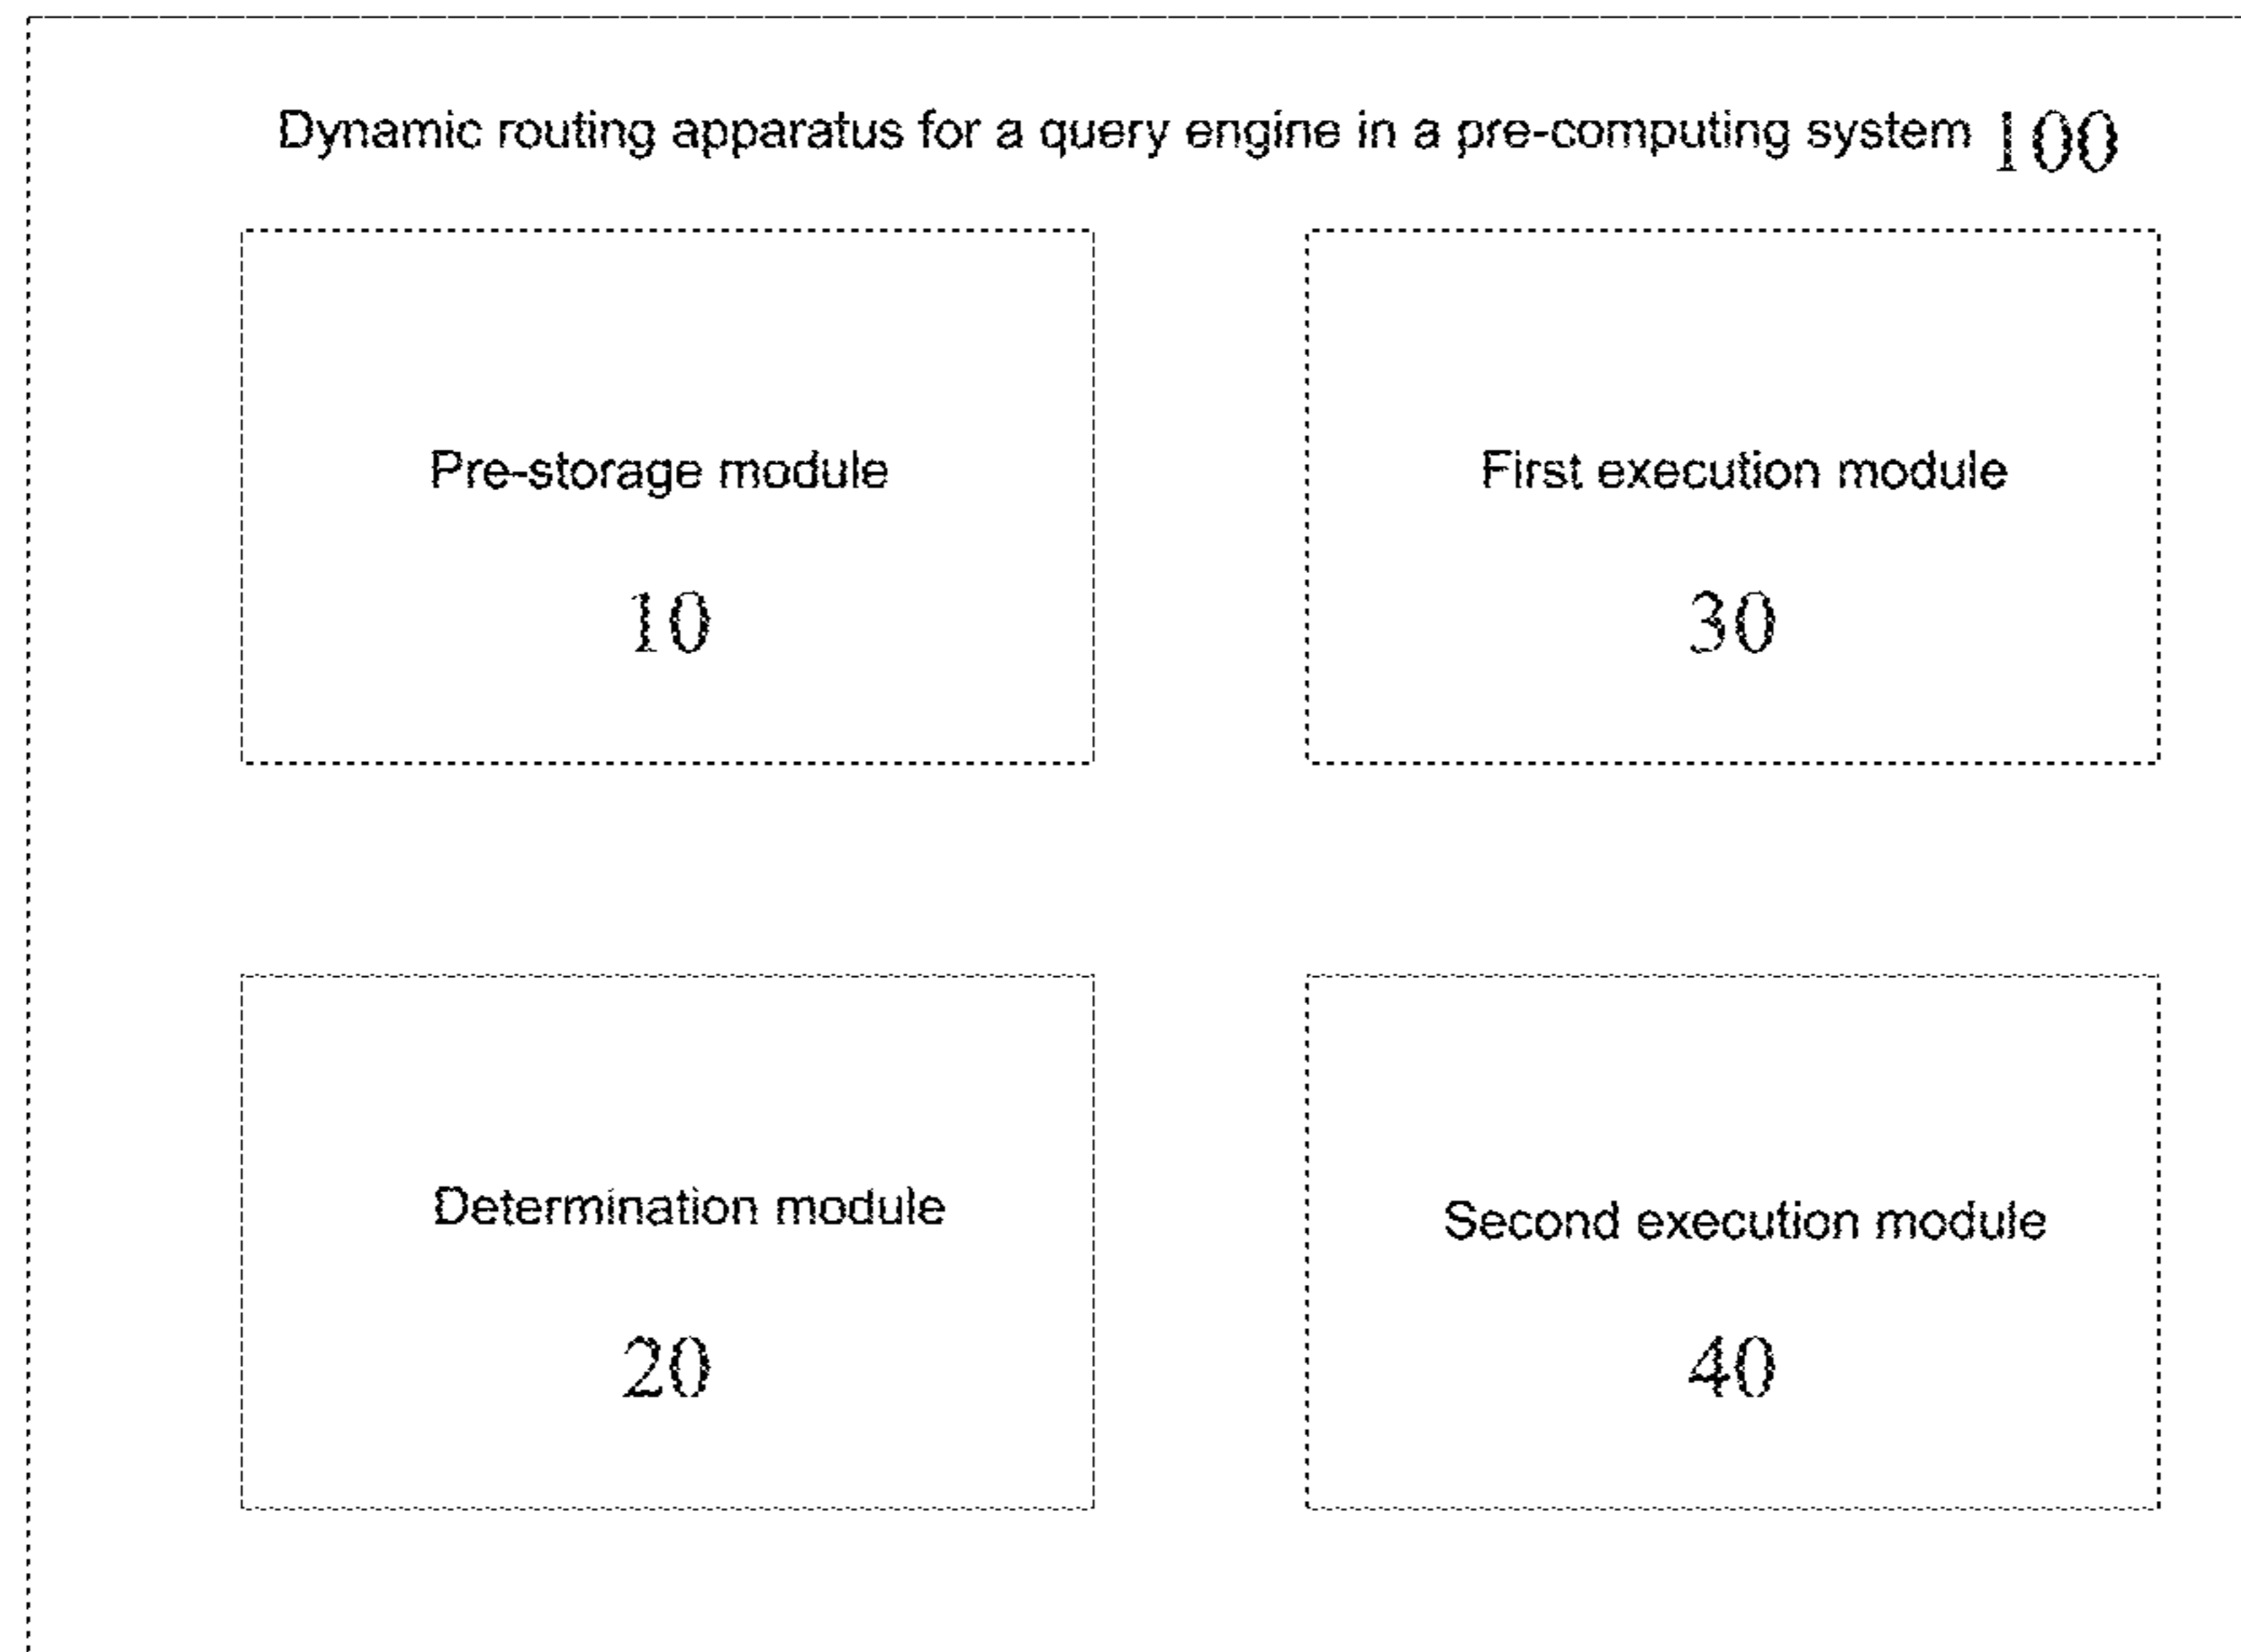 Dynamic routing apparatus for a query engine in a pre-computing system 100
Pre-storage module
10
First execution module
30
Determination module
20
Second execution module
40